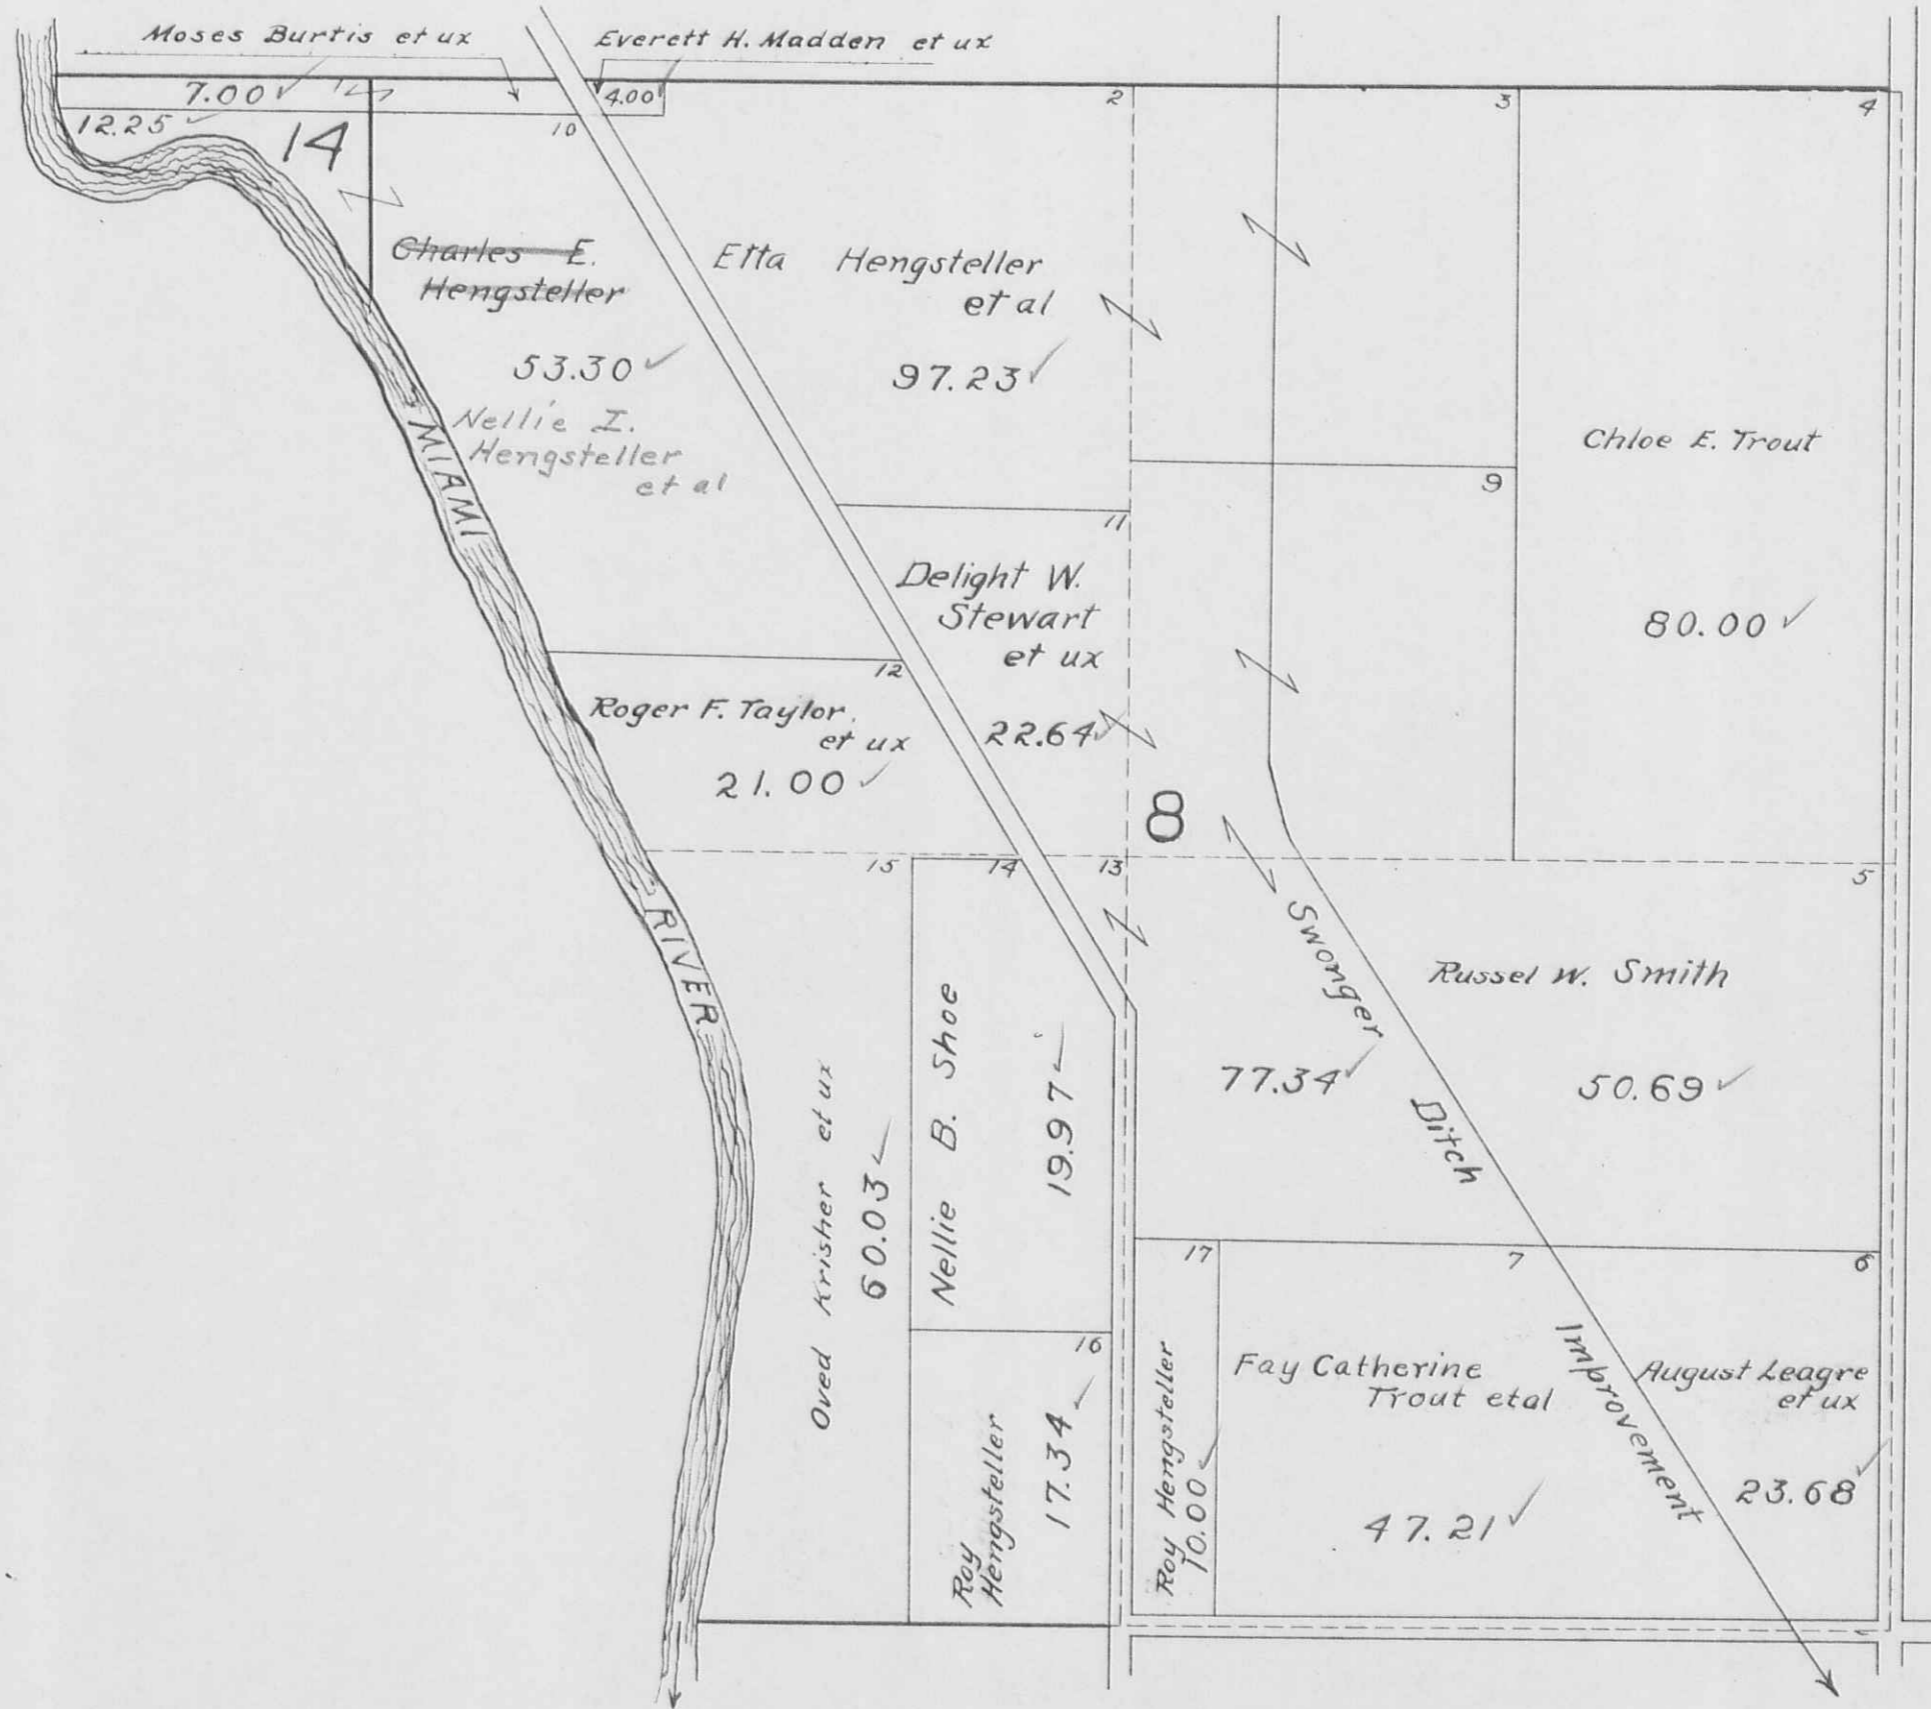 Moses Burtis et ux
Everett H. Madden et ux
7.00
4.00
12.25
14
10
2
3
4
Charles E.
Hengsteller
53.30
Nellie I.
Hengsteller
et al
Etta Hengsteller
et al
97.23
Chloe E. Trout
80.00
9
11
Delight W.
Stewart
et ux
22.64
12
Roger F. Taylor
et ux
21.00
MIAMI RIVER
8
15
14
13
5
Swonger Ditch Improvement
Russel W. Smith
77.34
50.69
Oved Krisher et ux
60.03
Nellie B. Shoe
19.97
16
Roy
Hengsteller
17.34
17
7
6
Roy Hengsteller
10.00
Fay Catherine
Trout etal
47.21
August Leagre
et ux
23.68